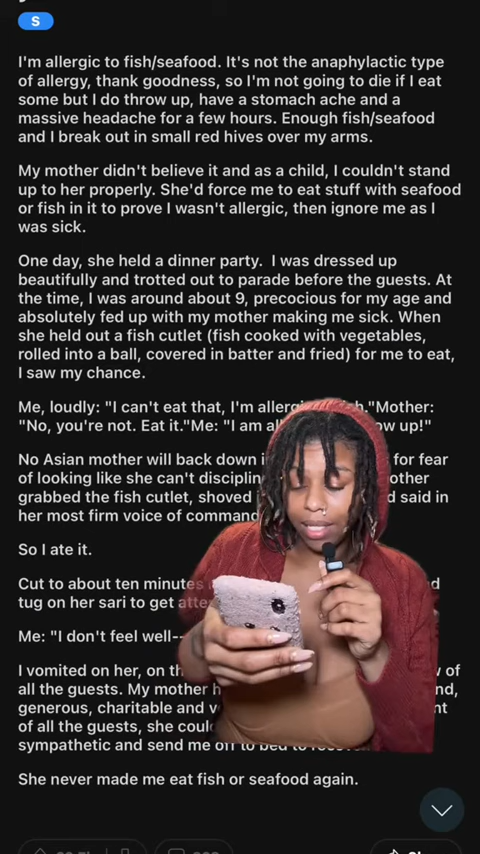 S
I'm allergic to fish/seafood. It's not the anaphylactic type
of allergy, thank goodness, so I'm not going to die if I eat
some but I do throw up, have a stomach ache and a
massive headache for a few hours. Enough fish/seafood
and I break out in small red hives over my arms.
My mother didn't believe it and as a child, I couldn't stand
up to her properly. She'd force me to eat stuff with seafood
or fish in it to prove I wasn't allergic, then ignore me as I
was sick.
One day, she held a dinner party. I was dressed up
beautifully and trotted out to parade before the guests. At
the time, I was around about 9, precocious for my age and
absolutely fed up with my mother making me sick. When
she held out a fish cutlet (fish cooked with vegetables,
rolled into a ball, covered in batter and fried) for me to eat,
I saw my chance.
Me, loudly: "I can't eat that, I'm Mother:
"No, you're not. Eat it."Me: "I am up!"
No Asian mother will back down for fear
of looking like she can't
grabbed the fish cutlet, shoved said in
her most firm voice of
So I ate it.
Cut to about ten minutes
tug on her sari to get
Me: "I don't feel
I vomited on her, on of
all the guests. My mother
generous, charitable and
of all the guests, she
sympathetic and send me off to bed to
She never made me eat fish or seafood again.